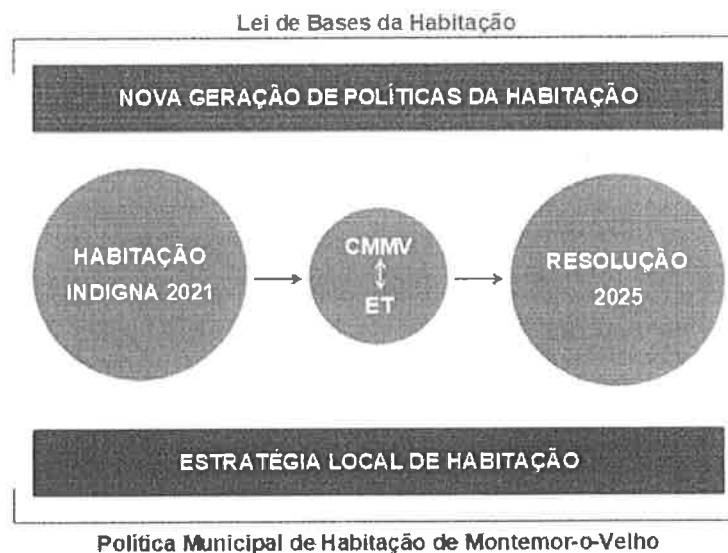 Lei de Bases da Habitação
NOVA GERAÇÃO DE POLÍTICAS DA HABITAÇÃO
HABITAÇÃO
INDIGNA 2021
CMMV
ET
RESOLUÇÃO
2025
ESTRATÉGIA LOCAL DE HABITAÇÃO
Política Municipal de Habitação de Montemor-o-Velho